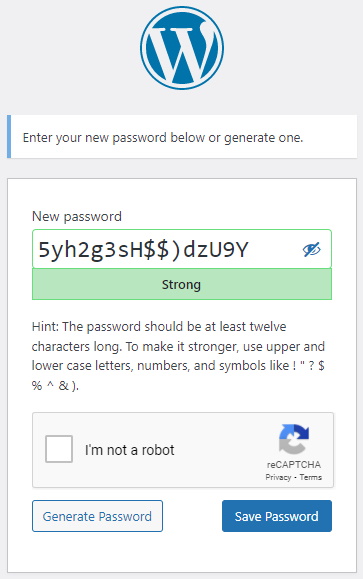 Enter your new password below or generate one.
New password
5yh2g3sH$$)dzU9Y
Strong
Hint: The password should be at least twelve
characters long. To make it stronger, use upper and
lower case letters, numbers, and symbols like ! " ? $
% ^ & ).
I'm not a robot
reCAPTCHA
Privacy • Terms
Generate Password
Save Password